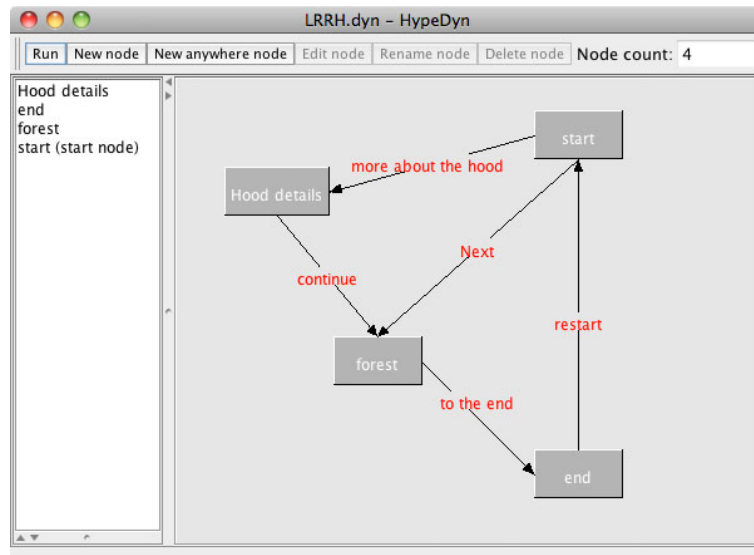 LRRH.dyn - HypeDyn
Run New node New anywhere node Edit node Rename node Delete node Node count: 4
Hood details
end
forest
start (start node)
start
more about the hood
Hood details
Next
continue
restart
forest
to the end
end